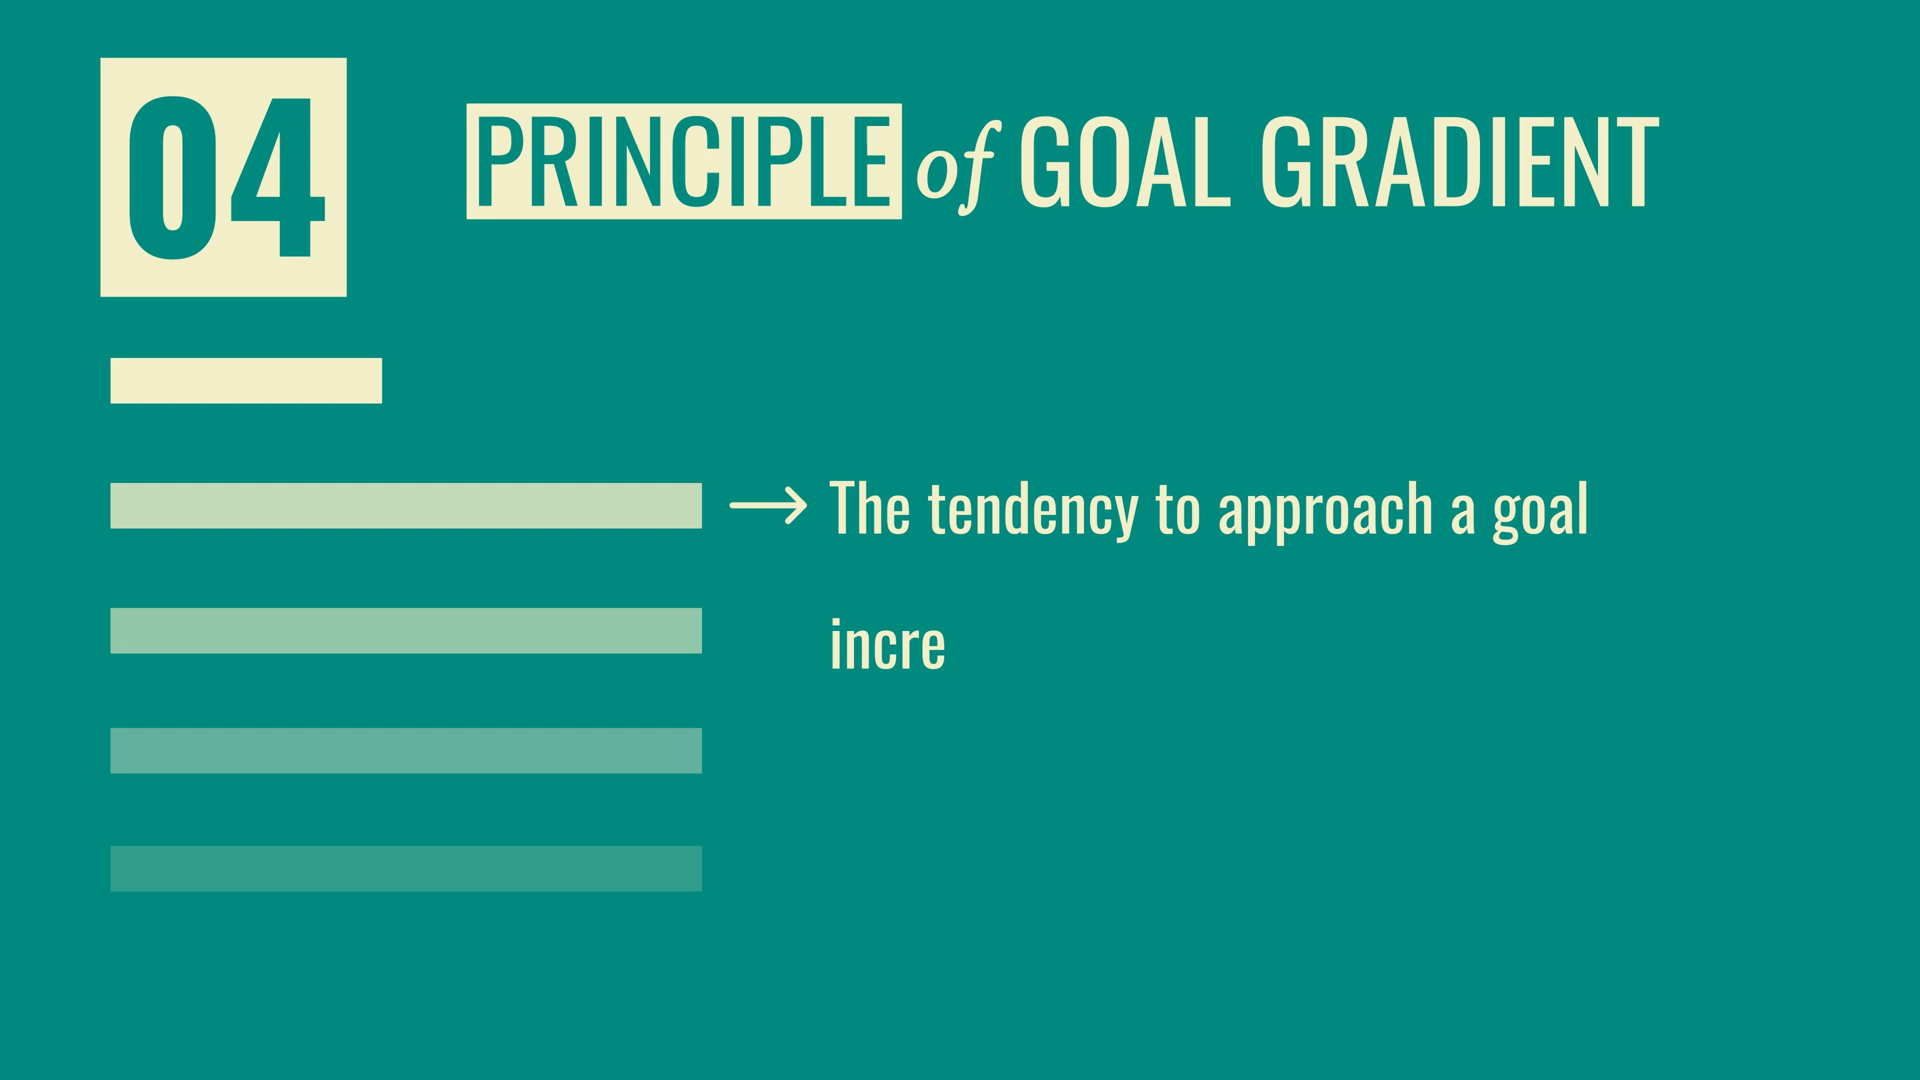 04
PRINCIPLE of GOAL GRADIENT
The tendency to approach a goal
incre